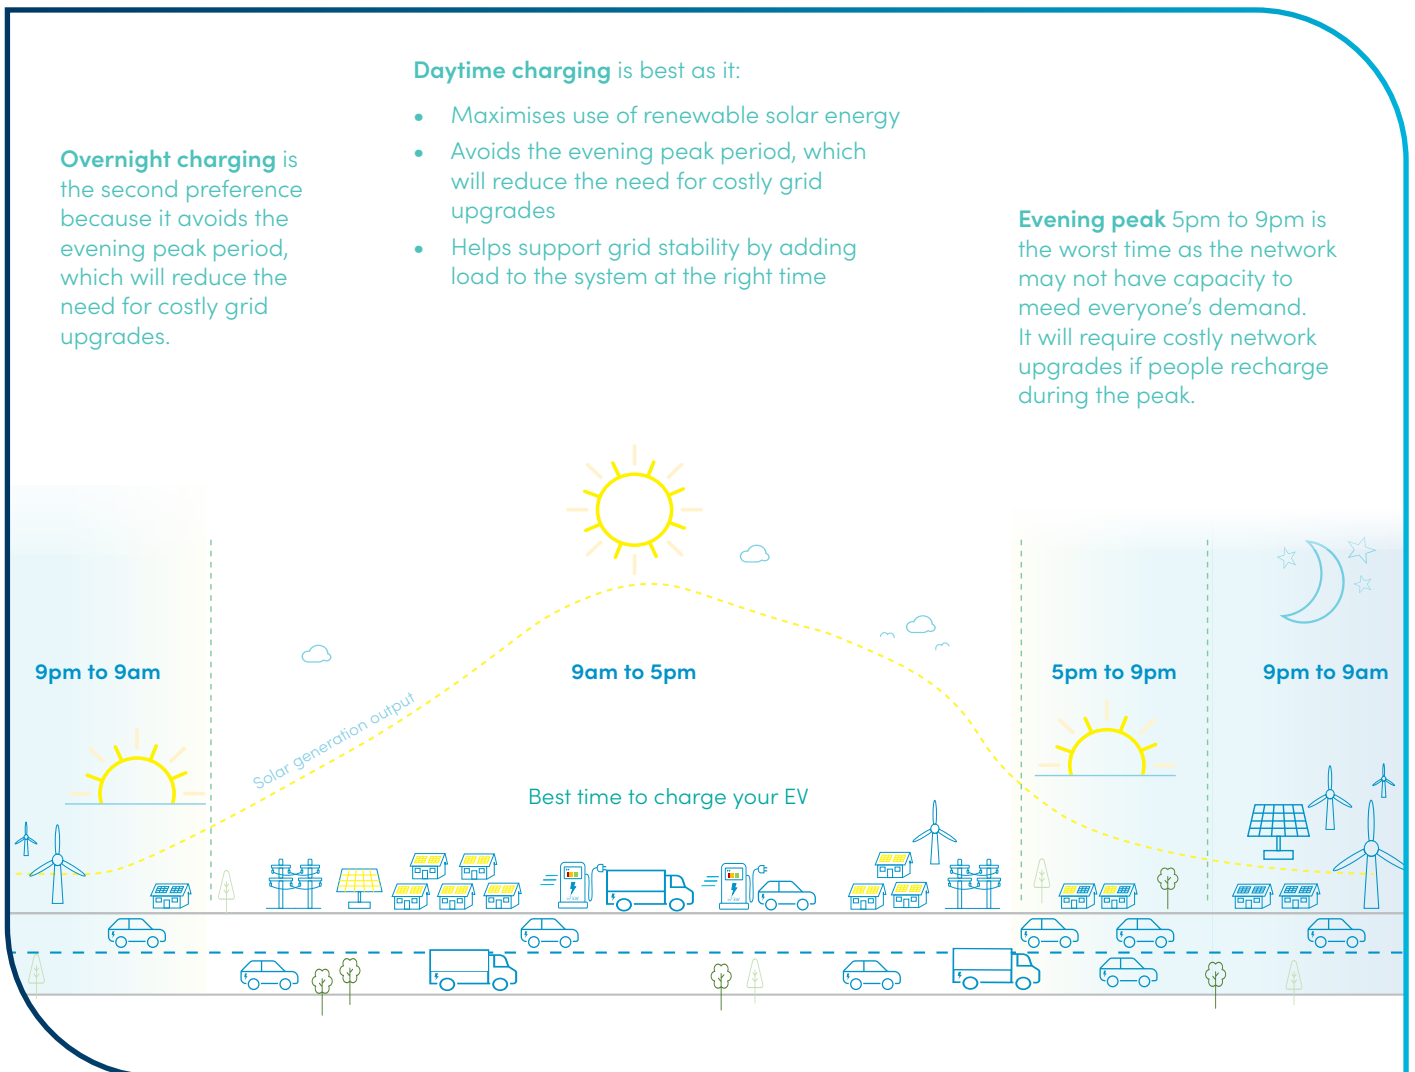 Daytime charging is best as it:
• Maximises use of renewable solar energy
• Avoids the evening peak period, which
will reduce the need for costly grid
upgrades
• Helps support grid stability by adding
load to the system at the right time
Overnight charging is
the second preference
because it avoids the
evening peak period,
which will reduce the
need for costly grid
upgrades.
Evening peak 5pm to 9pm is
the worst time as the network
may not have capacity to
meed everyone's demand.
It will require costly network
upgrades if people recharge
during the peak.
9pm to 9am
9am to 5pm
5pm to 9pm
9pm to 9am
Solar generation output
Best time to charge your EV